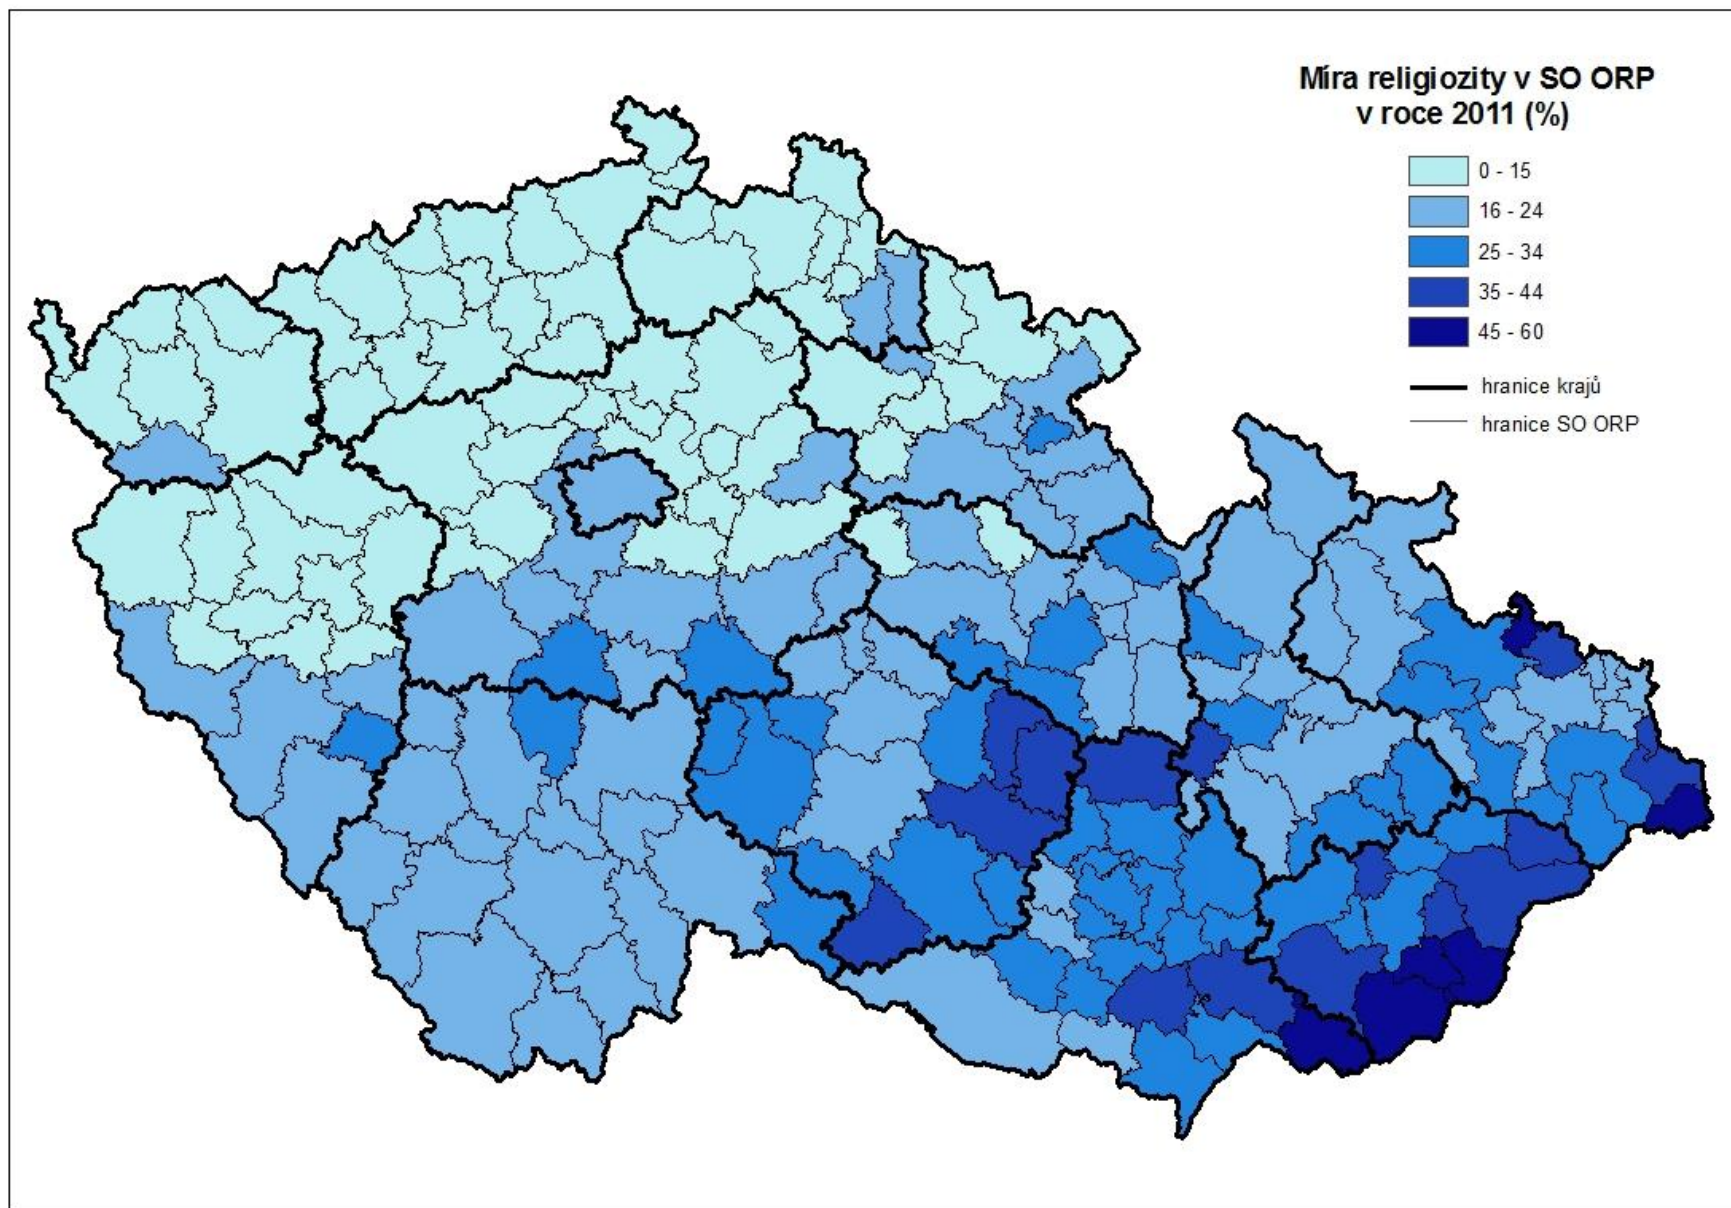 Míra religiozity v SO ORP
v roce 2011 (%)
0 - 15
16 - 24
25 - 34
35 - 44
45 - 60
hranice krajů
hranice SO ORP